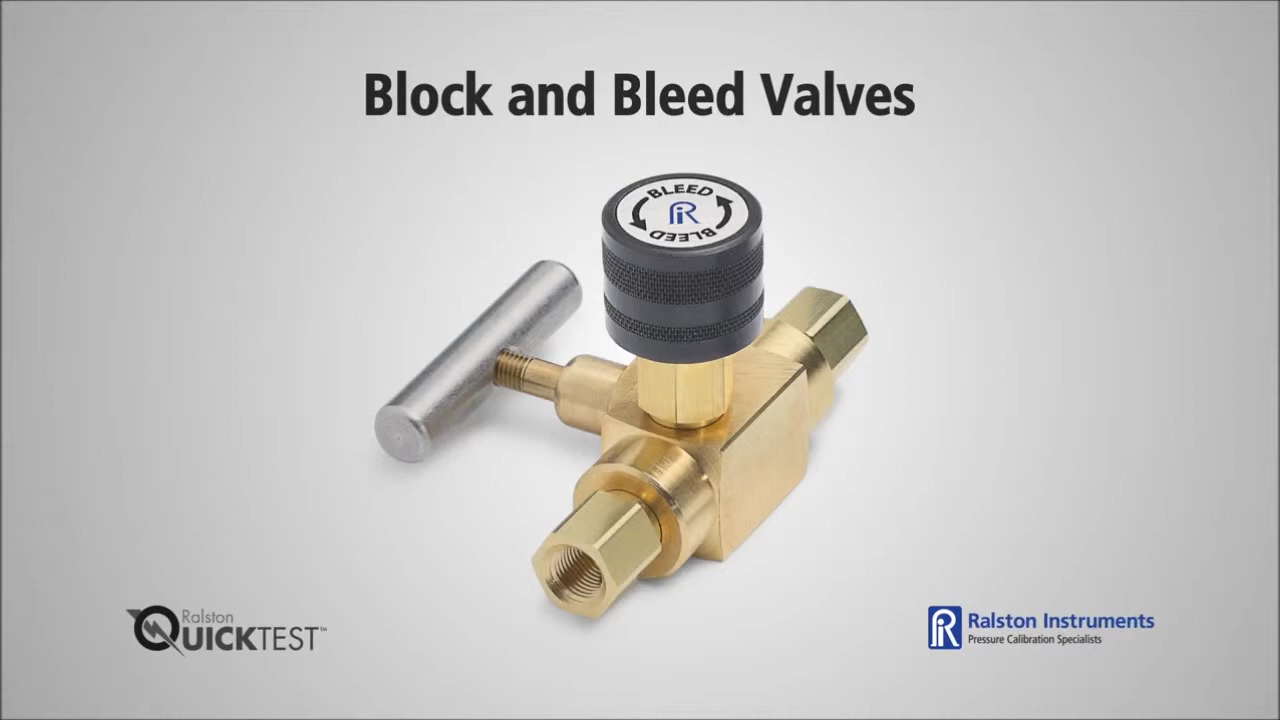 Block and Bleed Valves
BLEED
R
BLEED
Ralston
QUICKTEST™
R
Ralston Instruments
Pressure Calibration Specialists